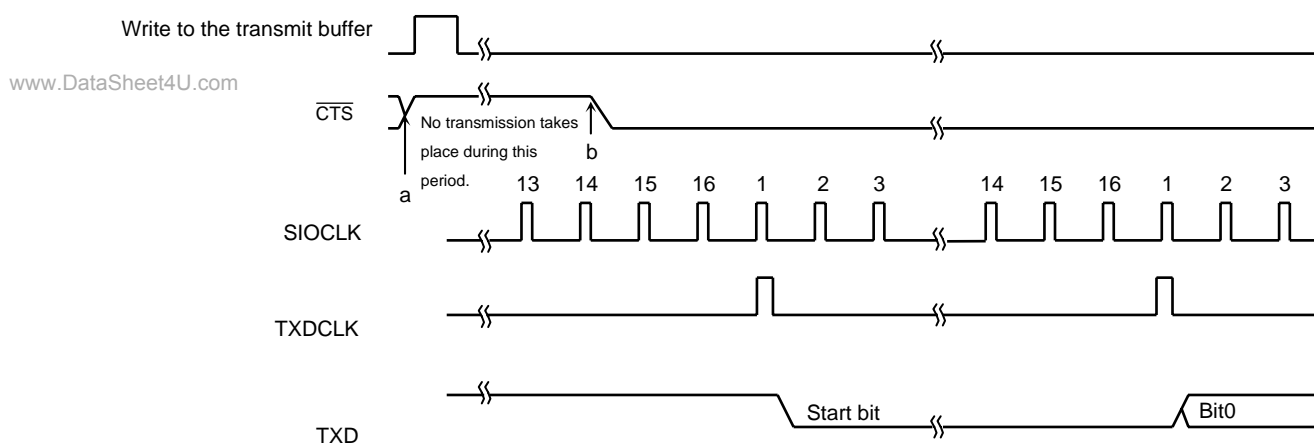 Write to the transmit buffer
www.DataSheet4U.com
CTS
No transmission takes
place during this
period.
a
b
13 14 15 16 1 2 3 14 15 16 1 2 3
SIOCLK
TXDCLK
Start bit
Bit0
TXD